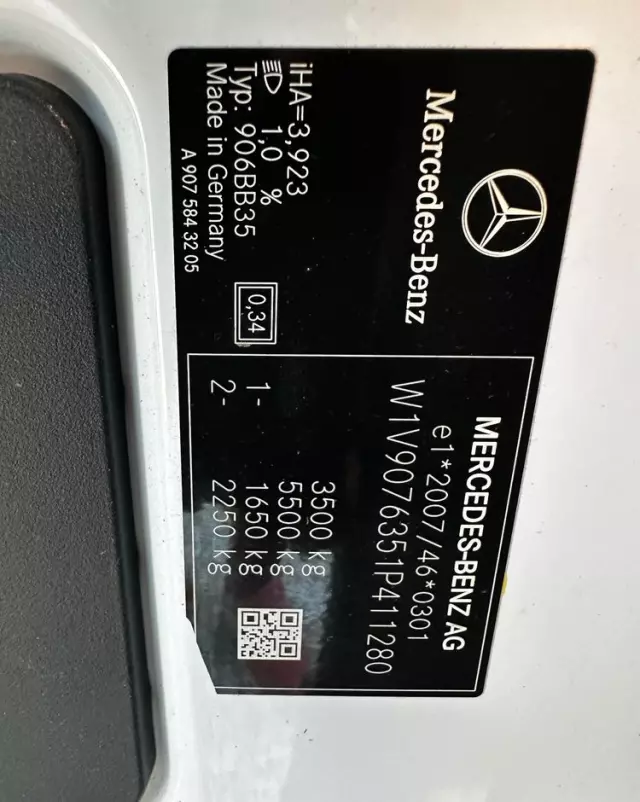 Mercedes-Benz
iHA=3,923
1,0 %
Typ: 906BB35
Made in Germany
A 907 584 32 05
0,34
MERCEDES-BENZ AG
e1*2007/46*0301
W1V9076351P411280
3500 kg
5500 kg
1- 1650 kg
2- 2250 kg